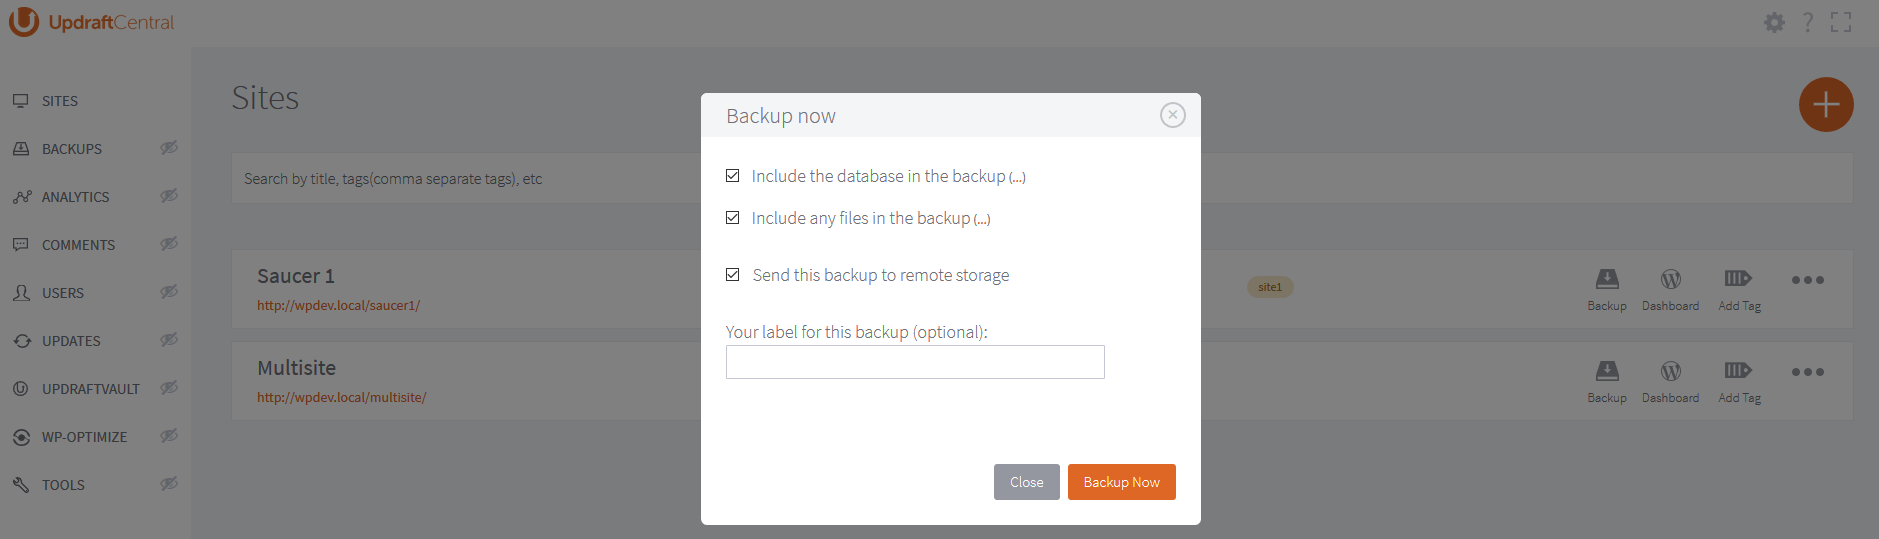 UpdraftCentral
?
SITES
BACKUPS
ANALYTICS
COMMENTS
USERS
UPDATES
UPDRAFTVAULT
WP-OPTIMIZE
TOOLS
Sites
Search by title, tags(comma separate tags), etc
Saucer 1
http://wpdev.local/saucer1/
site1
Backup Dashboard Add Tag
Multisite
http://wpdev.local/multisite/
Backup Dashboard Add Tag
Backup now
Include the database in the backup (...)
Include any files in the backup (...)
Send this backup to remote storage
Your label for this backup (optional):
Close Backup Now